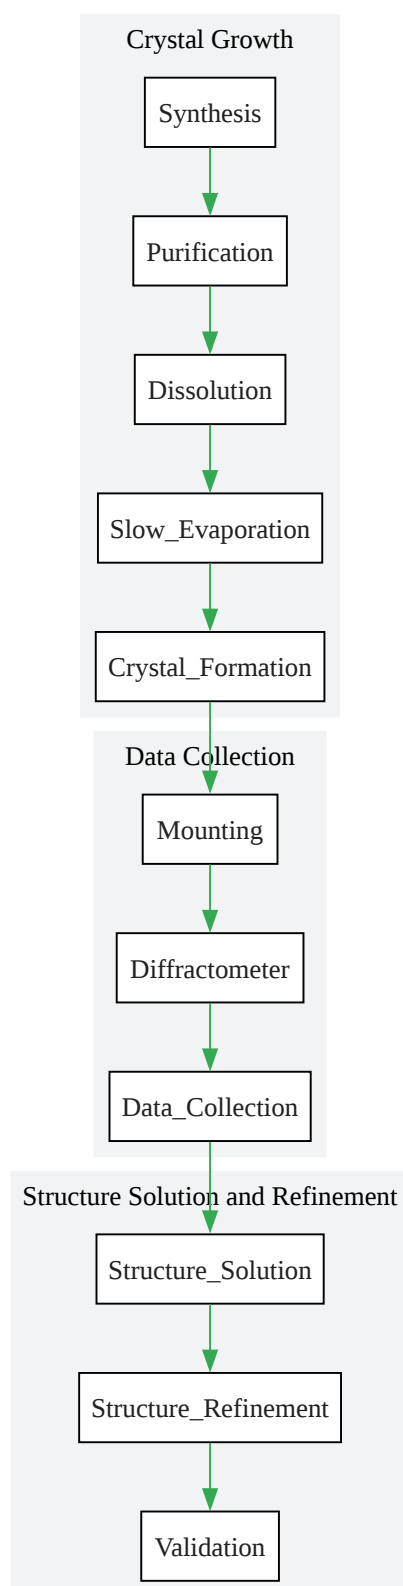 Crystal Growth
Synthesis
Purification
Dissolution
Slow_Evaporation
Crystal_Formation
Data Collection
Mounting
Diffractometer
Data_Collection
Structure Solution and Refinement
Structure_Solution
Structure_Refinement
Validation